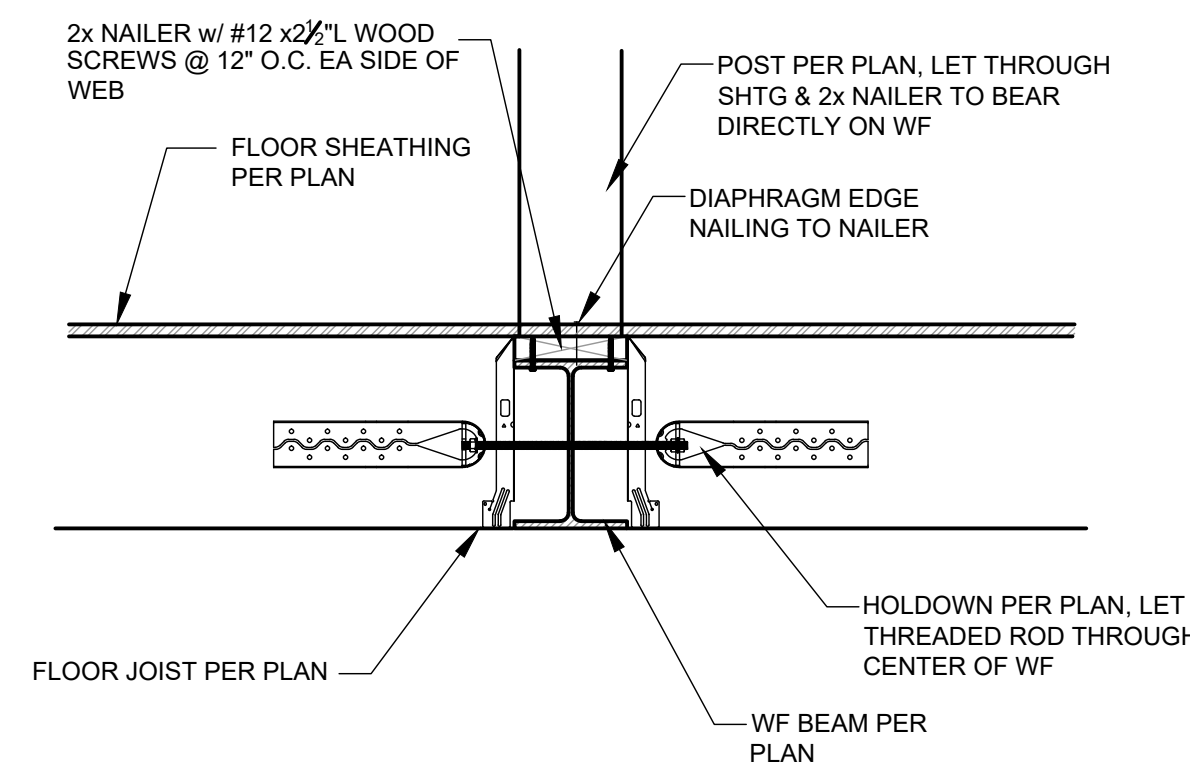 2x NAILER w/ #12 x2 1/2"L WOOD
SCREWS @ 12" O.C. EA SIDE OF
WEB
POST PER PLAN, LET THROUGH
SHTG & 2x NAILER TO BEAR
DIRECTLY ON WF
FLOOR SHEATHING
PER PLAN
DIAPHRAGM EDGE
NAILING TO NAILER
HOLDOWN PER PLAN, LET
THREADED ROD THROUGH
CENTER OF WF
FLOOR JOIST PER PLAN
WF BEAM PER
PLAN